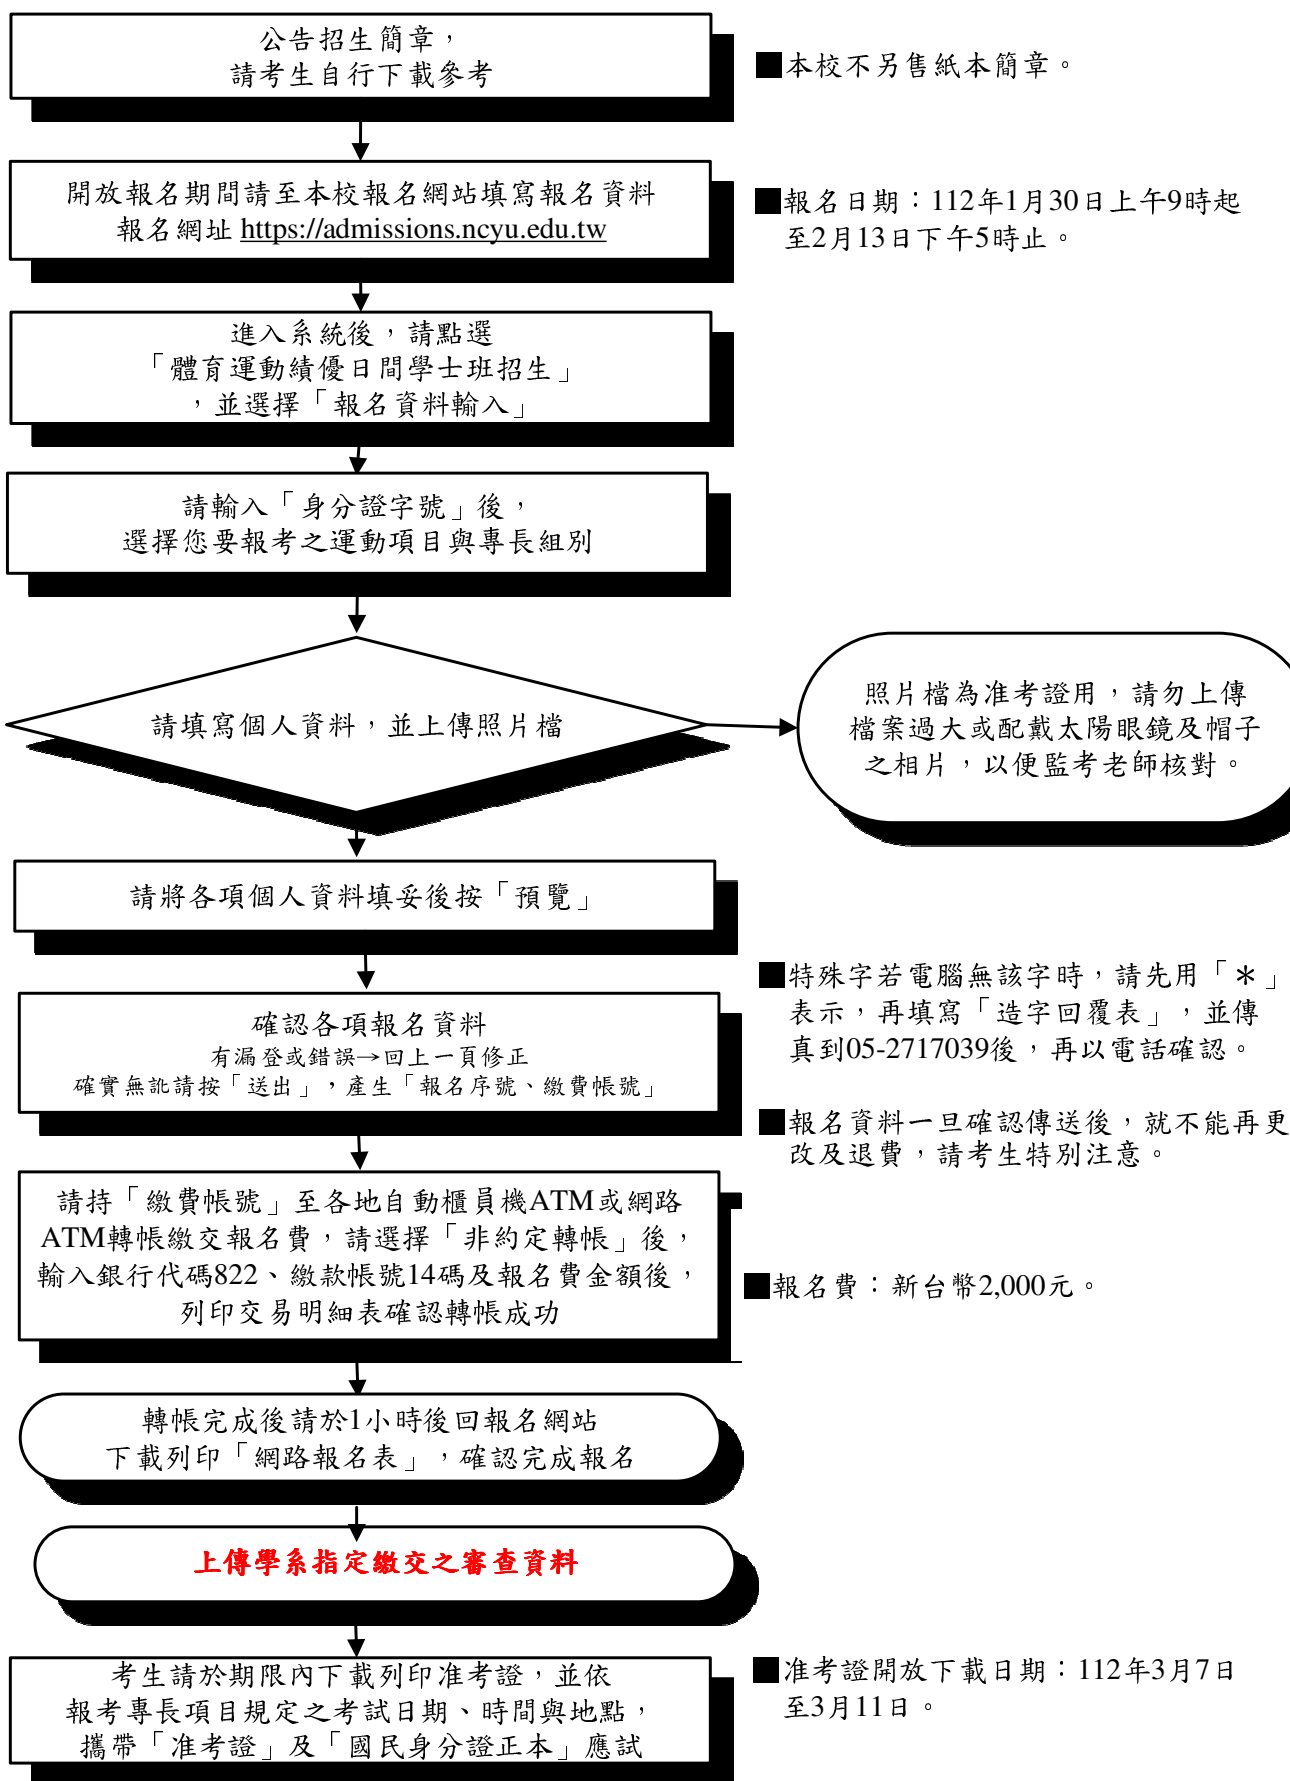 公告招生簡章，
請考生自行下載參考
■本校不另售紙本簡章。
開放報名期間請至本校報名網站填寫報名資料
報名網址 https://admissions.ncyu.edu.tw
■報名日期：112年1月30日上午9時起
至2月13日下午5時止。
進入系統後，請點選
「體育運動績優日間學士班招生」
，並選擇「報名資料輸入」
請輸入「身分證字號」後，
選擇您要報考之運動項目與專長組別
請填寫個人資料，並上傳照片檔
照片檔為准考證用，請勿上傳
檔案過大或配戴太陽眼鏡及帽子
之相片，以便監考老師核對。
請將各項個人資料填妥後按「預覽」
■特殊字若電腦無該字時，請先用「＊」
表示，再填寫「造字回覆表」，並傳
真到05-2717039後，再以電話確認。
確認各項報名資料
有漏登或錯誤→回上一頁修正
確實無訛請按「送出」，產生「報名序號、繳費帳號」
■報名資料一旦確認傳送後，就不能再更
改及退費，請考生特別注意。
請持「繳費帳號」至各地自動櫃員機ATM或網路
ATM轉帳繳交報名費，請選擇「非約定轉帳」後，
輸入銀行代碼822、繳款帳號14碼及報名費金額後，
列印交易明細表確認轉帳成功
■報名費：新台幣2,000元。
轉帳完成後請於1小時後回報名網站
下載列印「網路報名表」，確認完成報名
上傳學系指定繳交之審查資料
考生請於期限內下載列印准考證，並依
報考專長項目規定之考試日期、時間與地點，
攜帶「准考證」及「國民身分證正本」應試
■准考證開放下載日期：112年3月7日
至3月11日。